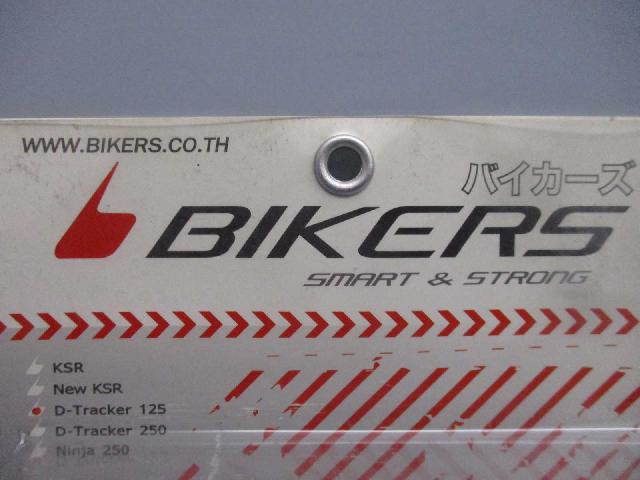 WWW.BIKERS.CO.TH
バイカーズ
BIKERS
SMART & STRONG
KSR
New KSR
D-Tracker 125
D-Tracker 250
Ninja 250